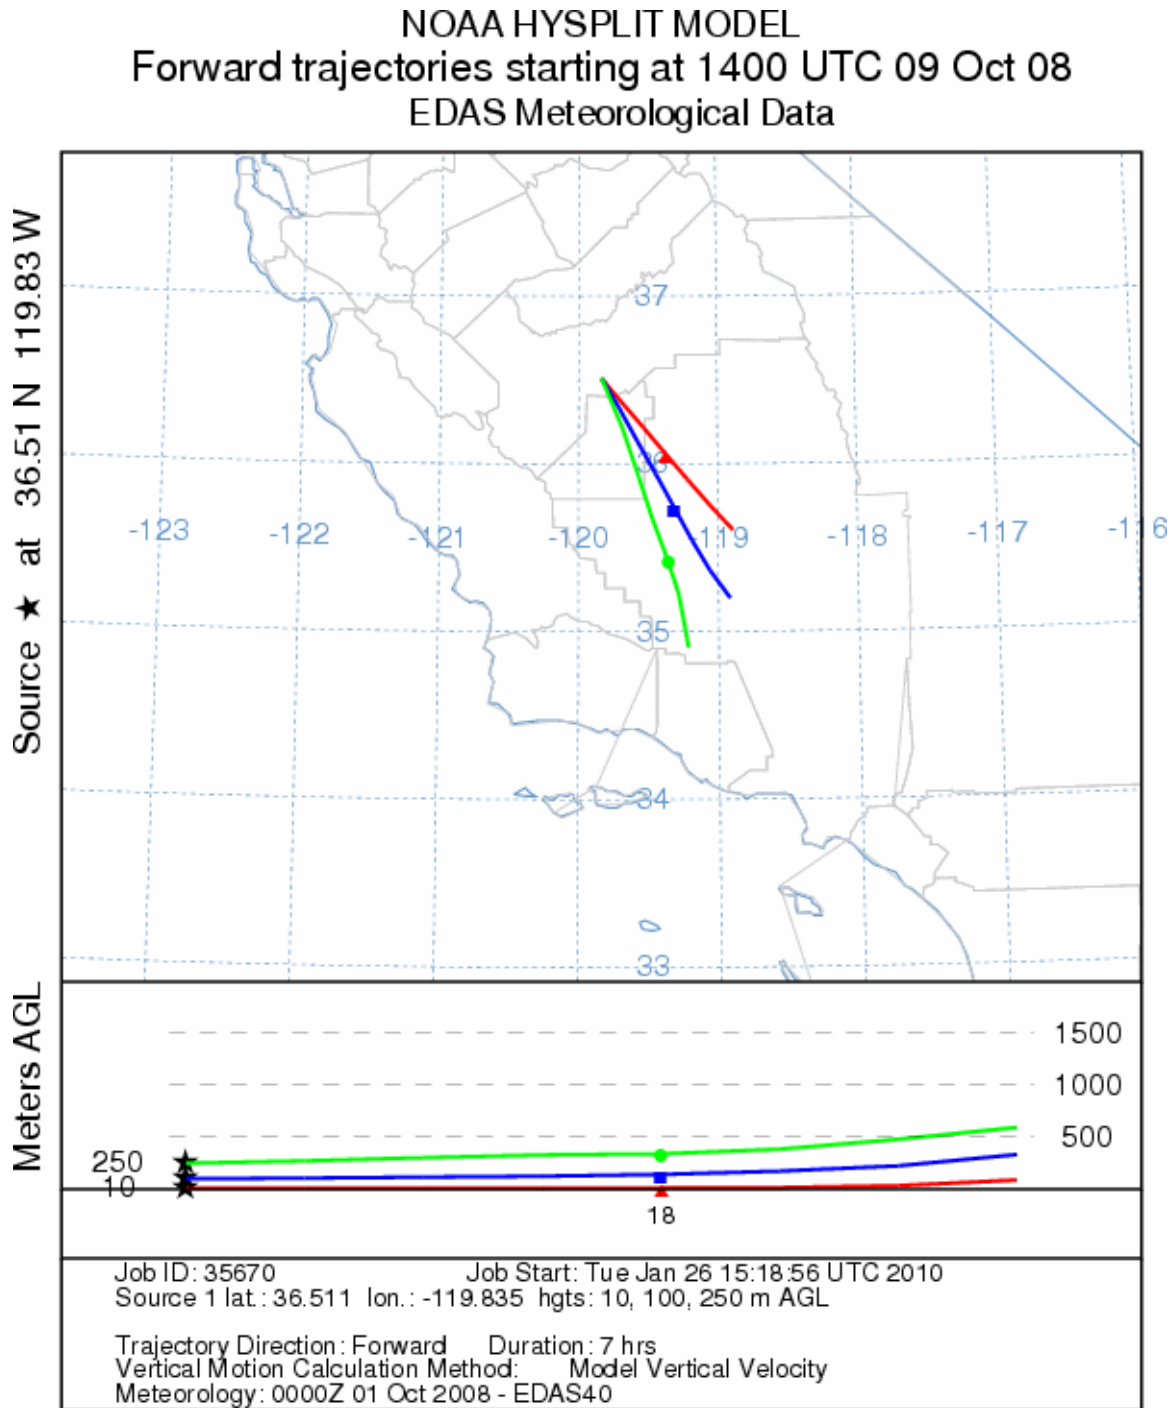 NOAA HYSPLIT MODEL
Forward trajectories starting at 1400 UTC 09 Oct 08
EDAS Meteorological Data
Source ★ at 36.51 N 119.83 W
37
36
-123 -122 -121 -120 -119 -118 -117 -116
35
34
33
Meters AGL
1500
1000
500
250
10
18
Job ID: 35670 Job Start: Tue Jan 26 15:18:56 UTC 2010
Source 1 lat.: 36.511 lon.: -119.835 hgts: 10, 100, 250 m AGL
Trajectory Direction: Forward Duration: 7 hrs
Vertical Motion Calculation Method: Model Vertical Velocity
Meteorology: 0000Z 01 Oct 2008 - EDAS40